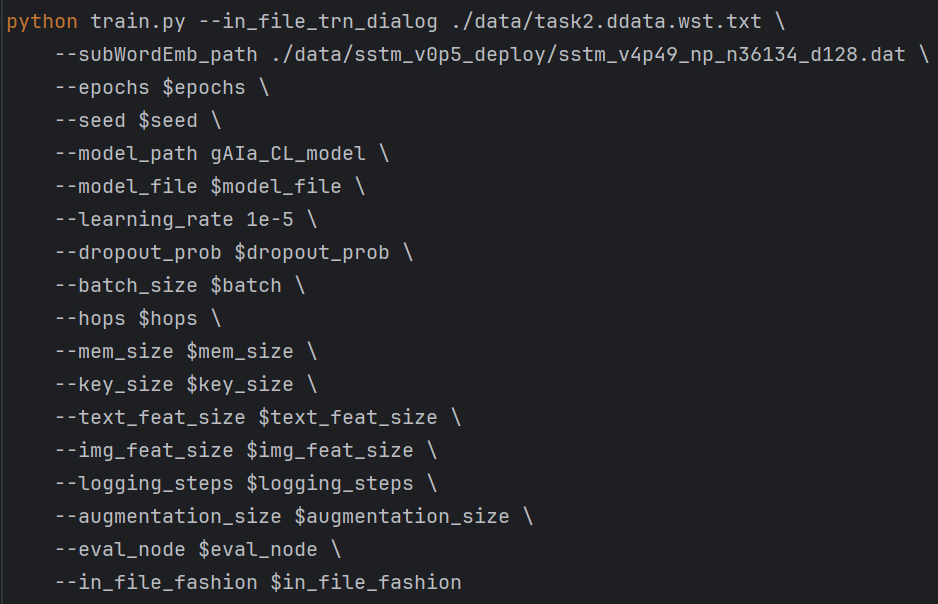 python train.py --in_file_trn_dialog ./data/task2.ddata.wst.txt \
    --subWordEmb_path ./data/sstm_v0p5_deploy/sstm_v4p49_np_n36134_d128.dat \
    --epochs $epochs \
    --seed $seed \
    --model_path gAIa_CL_model \
    --model_file $model_file \
    --learning_rate 1e-5 \
    --dropout_prob $dropout_prob \
    --batch_size $batch \
    --hops $hops \
    --mem_size $mem_size \
    --key_size $key_size \
    --text_feat_size $text_feat_size \
    --img_feat_size $img_feat_size \
    --logging_steps $logging_steps \
    --augmentation_size $augmentation_size \
    --eval_node $eval_node \
    --in_file_fashion $in_file_fashion